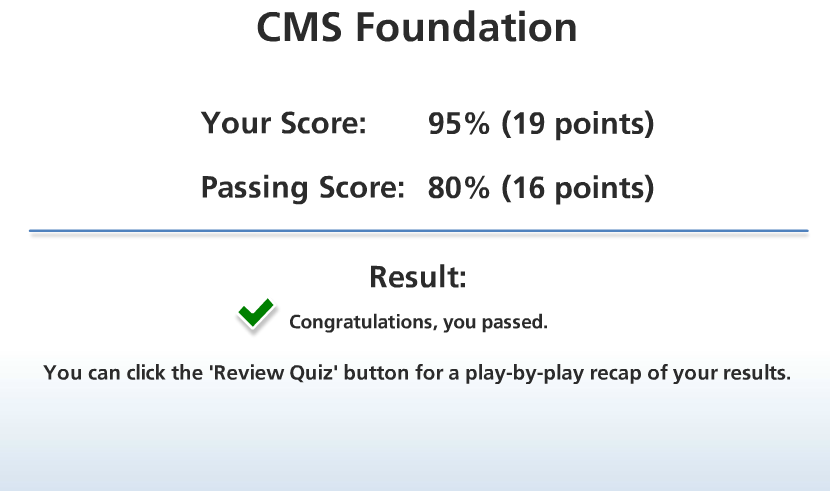 CMS Foundation
Your Score: 95% (19 points)
Passing Score: 80% (16 points)
Result:
Congratulations, you passed.
You can click the 'Review Quiz' button for a play-by-play recap of your results.